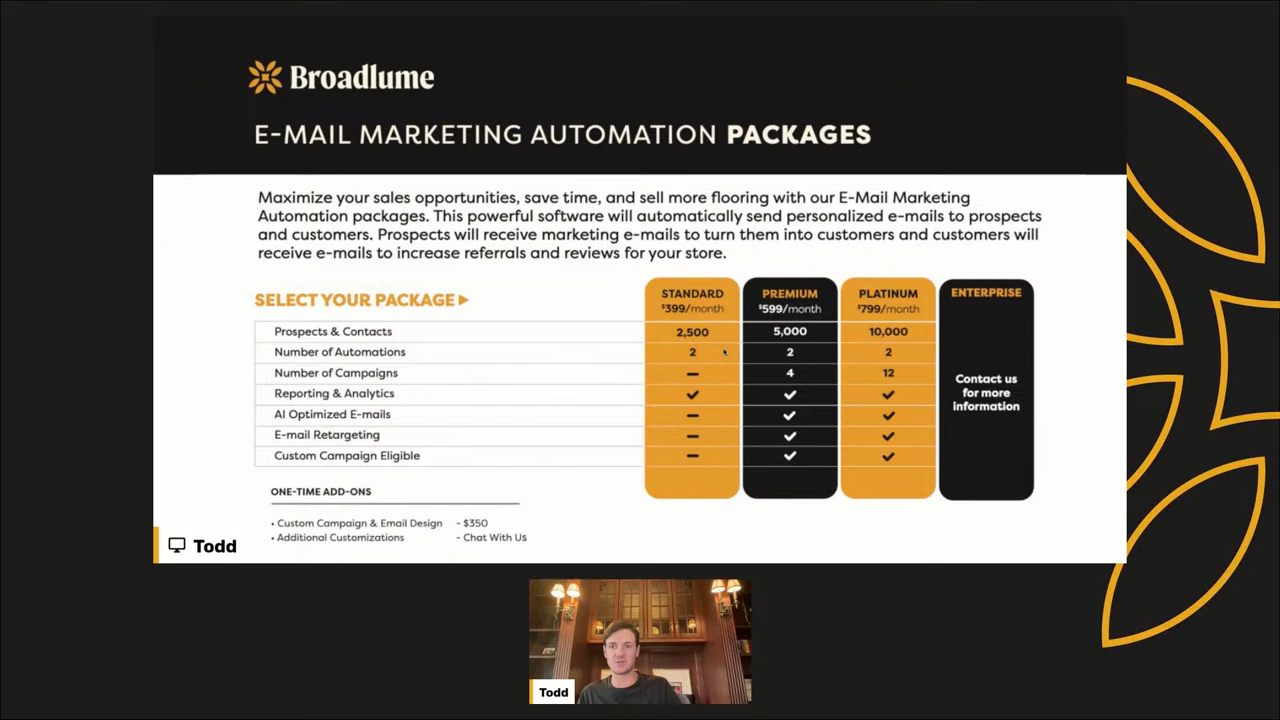 Broadlume
E-MAIL MARKETING AUTOMATION PACKAGES
Maximize your sales opportunities, save time, and sell more flooring with our E-Mail Marketing
Automation packages. This powerful software will automatically send personalized e-mails to prospects
and customers. Prospects will receive marketing e-mails to turn them into customers and customers will
receive e-mails to increase referrals and reviews for your store.
SELECT YOUR PACKAGE ▶ STANDARD PREMIUM PLATINUM ENTERPRISE
$399/month $599/month $799/month
Prospects & Contacts 2,500 5,000 10,000
Number of Automations 2 2 2
Number of Campaigns – 4 12
Reporting & Analytics ✓ ✓ ✓
AI Optimized E-mails – ✓ ✓
E-mail Retargeting – ✓ ✓
Custom Campaign Eligible – ✓ ✓
Contact us
for more
information
ONE-TIME ADD-ONS
• Custom Campaign & Email Design - $350
• Additional Customizations - Chat With Us
Todd
Todd